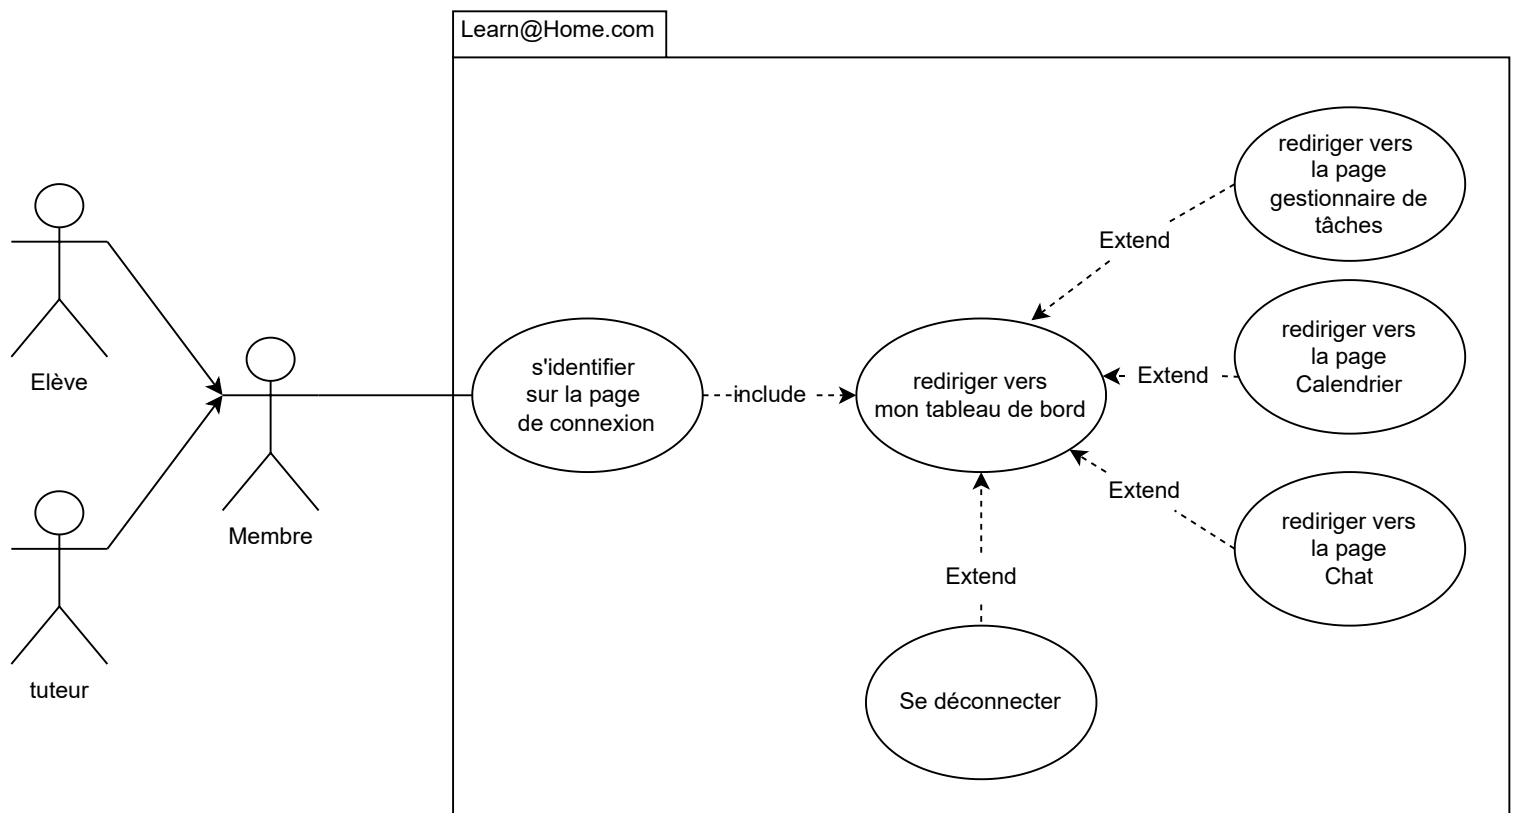 Learn@Home.com
rediriger vers
la page
gestionnaire de
tâches
Extend
rediriger vers
la page
Calendrier
Extend
Elève
s'identifier
sur la page
de connexion
include
rediriger vers
mon tableau de bord
Extend
rediriger vers
la page
Chat
Membre
Extend
tuteur
Se déconnecter